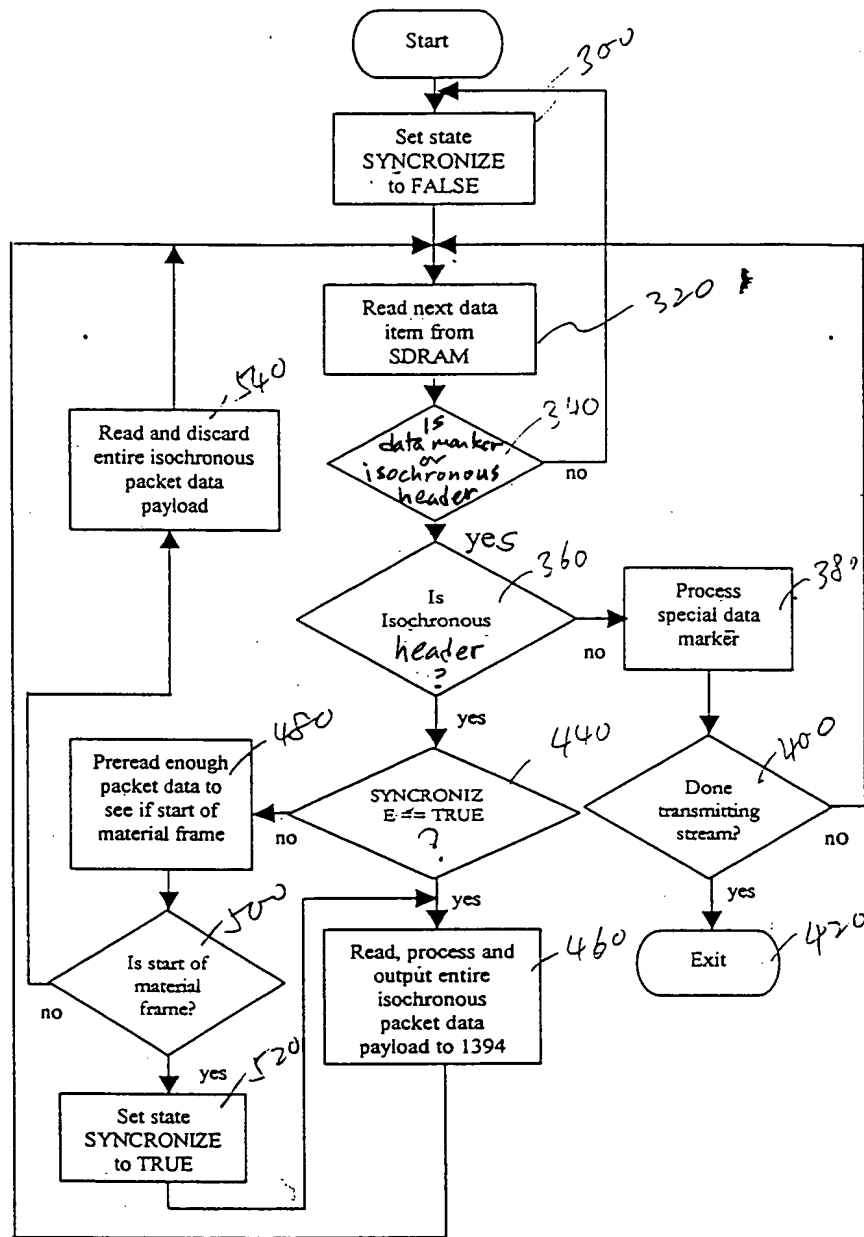 Start
300
Set state
SYNCRONIZE
to FALSE
Read next data
item from
SDRAM
320
540
Read and discard
entire isochronous
packet data
payload
340
is
data marker
or
isochronous
header
no
yes
360
Is
Isochronous
header
?
no
yes
380
Process
special data
marker
480
Preread enough
packet data to
see if start of
material frame
440
SYNCRONIZ
E == TRUE
?
no
yes
400
Done
transmitting
stream?
no
yes
500
Is start of
material
frame?
no
yes
460
Read, process and
output entire
isochronous
packet data
payload to 1394
Exit
420
520
Set state
SYNCRONIZE
to TRUE